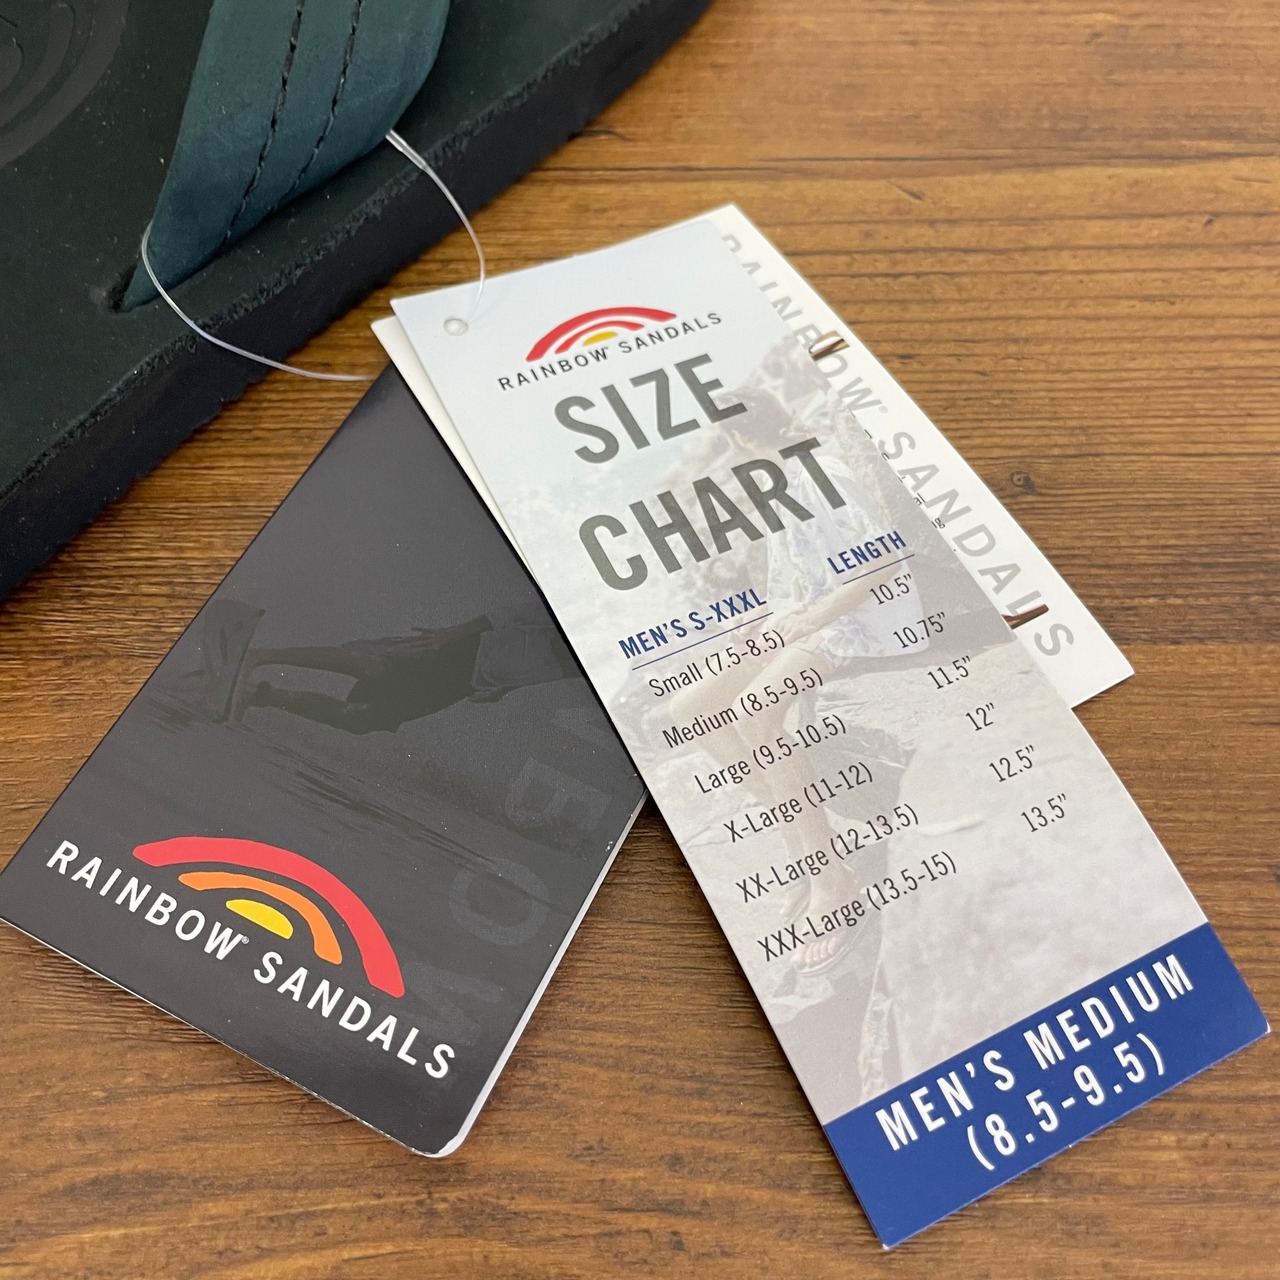 RAINBOW SANDALS
SIZE
CHART
MEN'S S-XXXL LENGTH
Small (7.5-8.5) 10.5"
Medium (8.5-9.5) 10.75"
Large (9.5-10.5) 11.5"
X-Large (11-12) 12"
XX-Large (12-13.5) 12.5"
XXX-Large (13.5-15) 13.5"
MEN'S MEDIUM
(8.5-9.5)
RAINBOW® SANDALS
RAINBOW® SANDALS